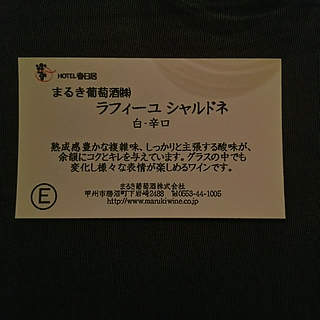 HOTEL春日居
まるき葡萄酒㈱
ラフィーユ シャルドネ
白・辛口
熟成感豊かな複雑味、しっかりと主張する酸味が、
余韻にコクとキレを与えています。グラスの中でも
変化し様々な表情が楽しめるワインです。
まるき葡萄酒株式会社
甲州市勝沼町下岩崎2488 ℡0553-44-1005
http://www.marukiwine.co.jp
E